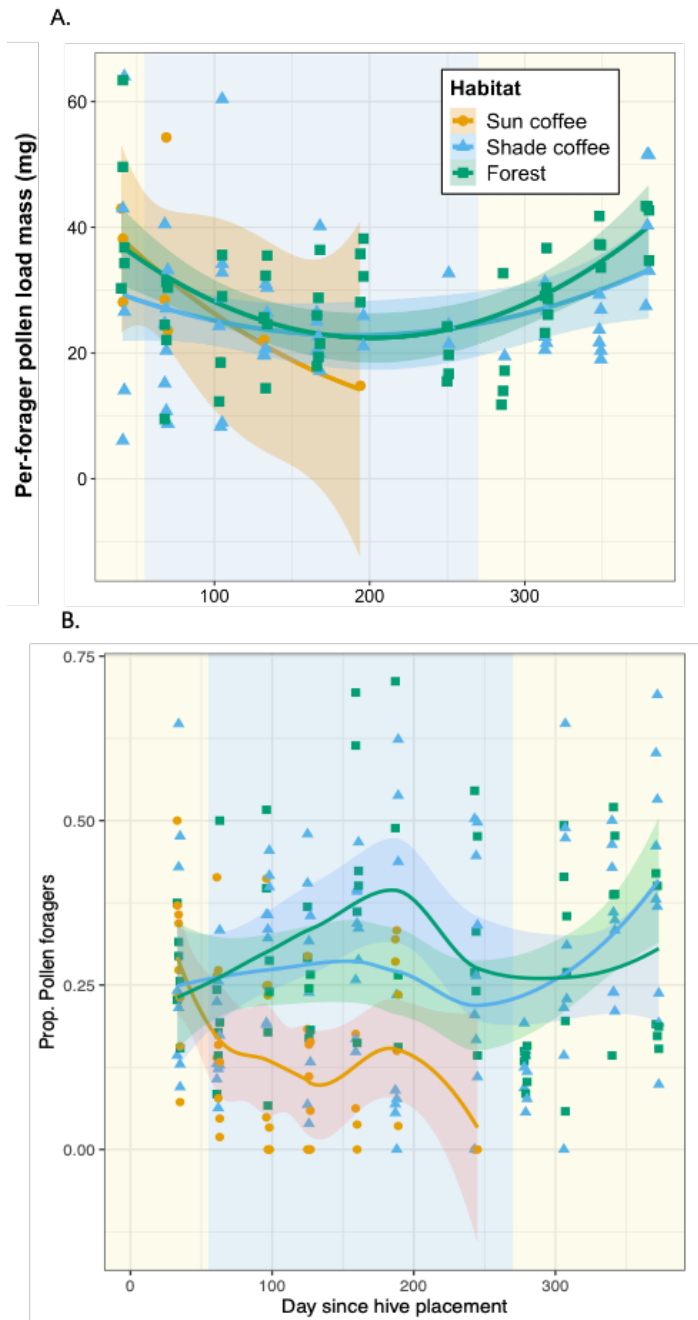 A.
Per-forager pollen load mass (mg)
60
40
20
0
Habitat
Sun coffee
Shade coffee
Forest
100
200
300
B.
Prop. Pollen foragers
0.75
0.50
0.25
0.00
0
100
200
300
Day since hive placement